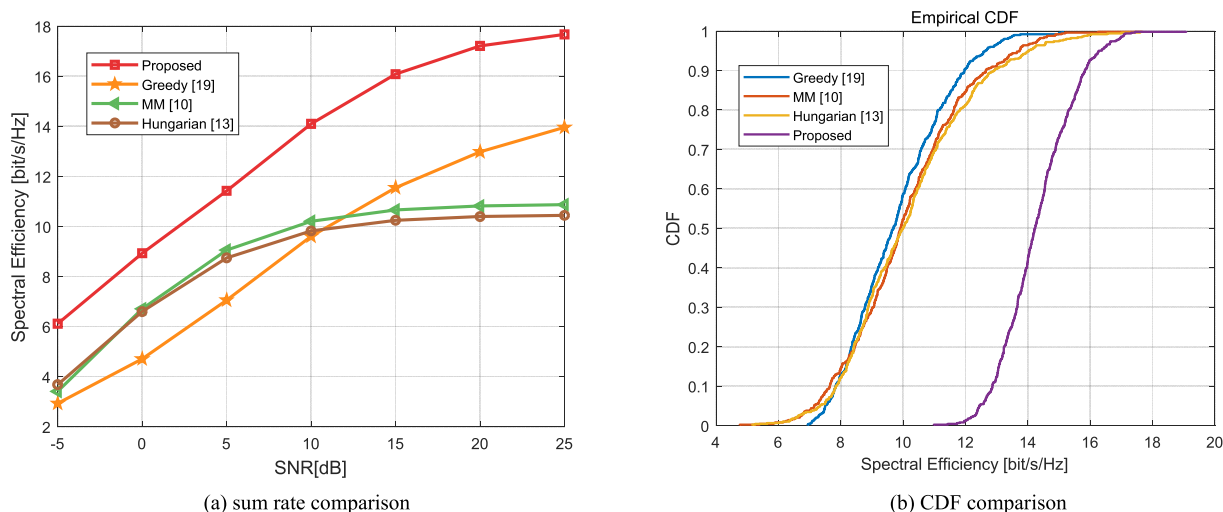 18
16
14
12
10
8
6
4
2
-5
0
5
10
15
20
25
Spectral Efficiency [bit/s/Hz]
SNR[dB]
Proposed
Greedy [19]
MM [10]
Hungarian [13]
(a) sum rate comparison
Empirical CDF
1
0.9
0.8
0.7
0.6
0.5
0.4
0.3
0.2
0.1
0
4
6
8
10
12
14
16
18
20
CDF
Spectral Efficiency [bit/s/Hz]
Greedy [19]
MM [10]
Hungarian [13]
Proposed
(b) CDF comparison